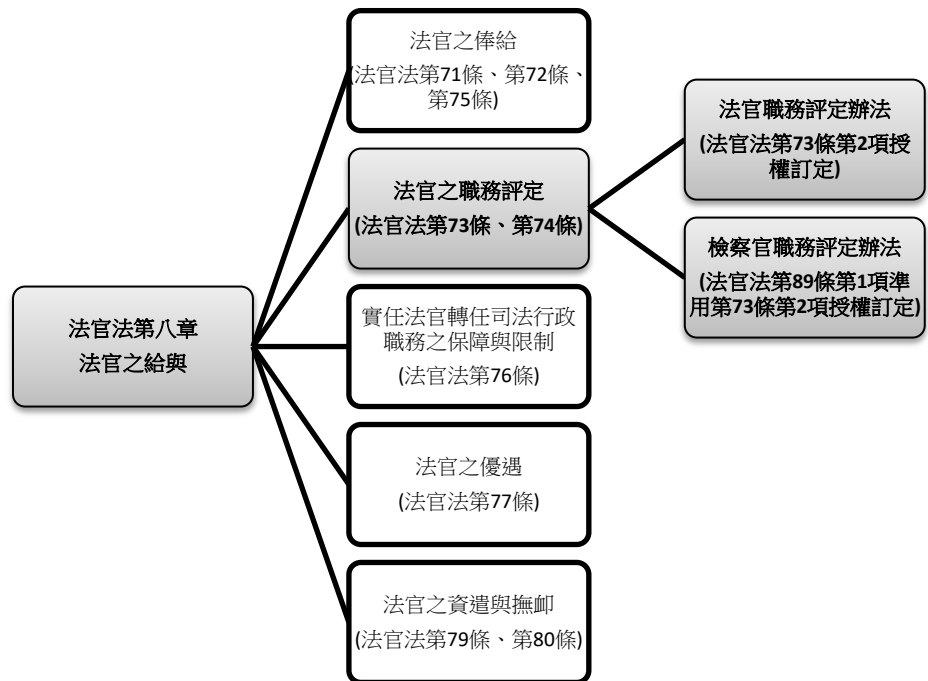 法官法第八章
法官之給與
法官之俸給
(法官法第71條、第72條、
第75條)
法官之職務評定
(法官法第73條、第74條)
法官職務評定辦法
(法官法第73條第2項授
權訂定)
檢察官職務評定辦法
(法官法第89條第1項準
用第73條第2項授權訂定)
實任法官轉任司法行政
職務之保障與限制
(法官法第76條)
法官之優遇
(法官法第77條)
法官之資遣與撫卹
(法官法第79條、第80條)